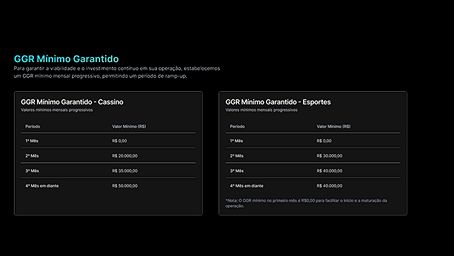 GGR Mínimo Garantido
Para garantir a viabilidade e o investimento contínuo em sua operação, estabelecemos
um GGR mínimo mensal progressivo, permitindo um período de ramp-up.
GGR Mínimo Garantido - Cassino
Valores mínimos mensais progressivos
Período Valor Mínimo (R$)
1º Mês R$ 0,00
2º Mês R$ 20.000,00
3º Mês R$ 35.000,00
4º Mês em diante R$ 50.000,00
GGR Mínimo Garantido - Esportes
Valores mínimos mensais progressivos
Período Valor Mínimo (R$)
1º Mês R$ 0,00
2º Mês R$ 30.000,00
3º Mês R$ 40.000,00
4º Mês em diante R$ 40.000,00
*Nota: O GGR mínimo no primeiro mês é R$0,00 para facilitar o início e a maturação da
operação.